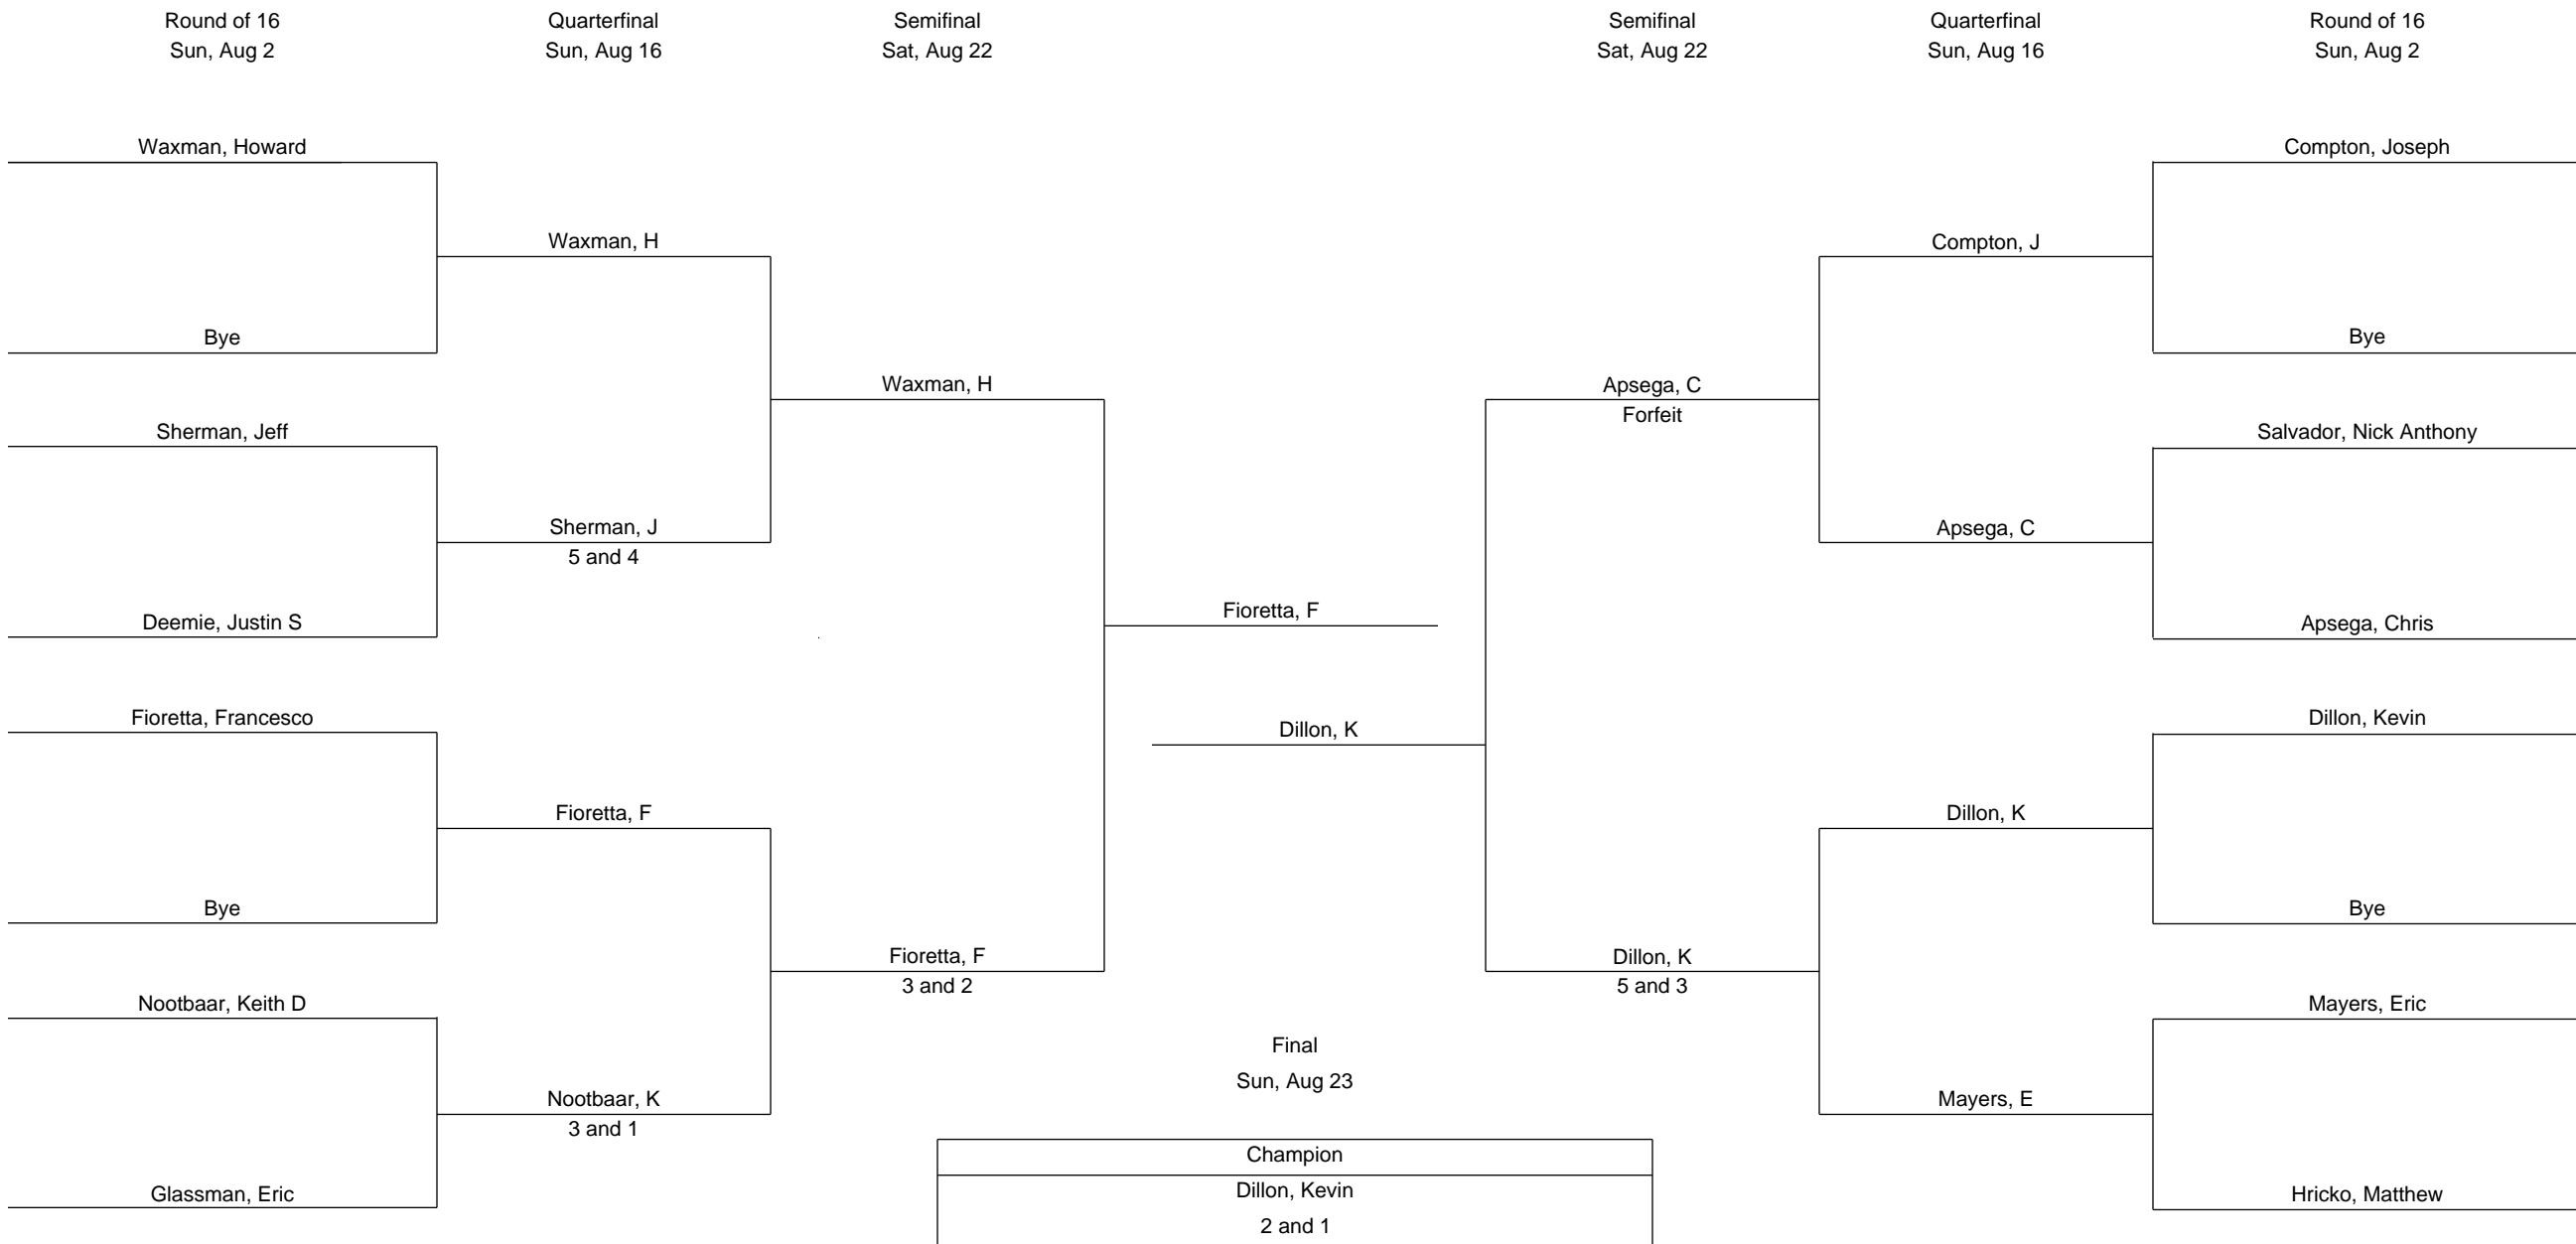 Round of 16
Sun, Aug 2
Quarterfinal
Sun, Aug 16
Semifinal
Sat, Aug 22
Semifinal
Sat, Aug 22
Quarterfinal
Sun, Aug 16
Round of 16
Sun, Aug 2
Waxman, Howard
Bye
Sherman, Jeff
Deemie, Justin S
Fioretta, Francesco
Bye
Nootbaar, Keith D
Glassman, Eric
Waxman, H
Sherman, J
5 and 4
Fioretta, F
Nootbaar, K
3 and 1
Waxman, H
Fioretta, F
3 and 2
Fioretta, F
Dillon, K
Final
Sun, Aug 23
Champion
Dillon, Kevin
2 and 1
Apsega, C
Forfeit
Dillon, K
5 and 3
Compton, J
Apsega, C
Dillon, K
Mayers, E
Compton, Joseph
Bye
Salvador, Nick Anthony
Apsega, Chris
Dillon, Kevin
Bye
Mayers, Eric
Hricko, Matthew